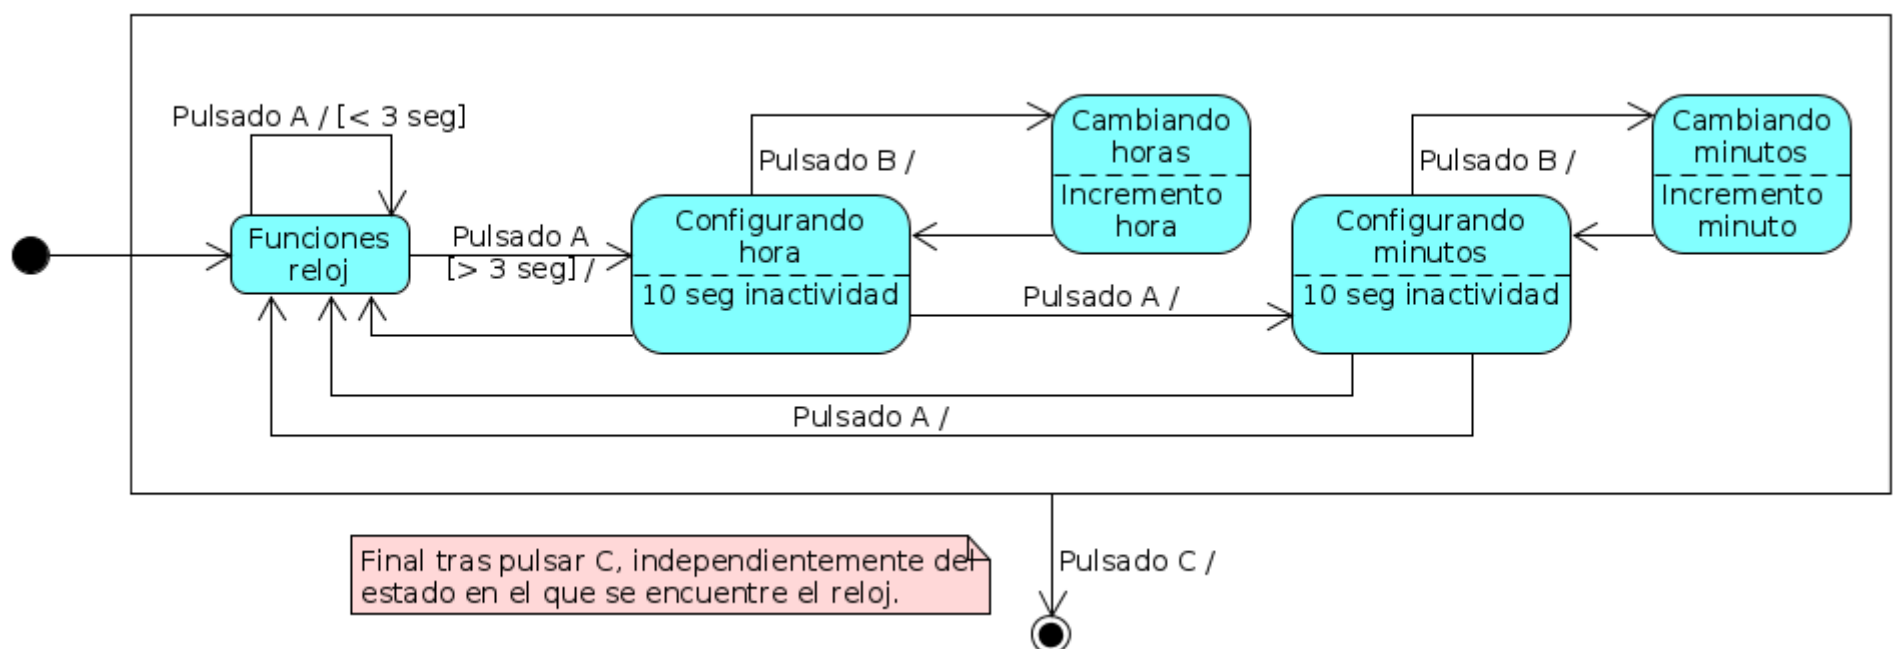 Pulsado A / [< 3 seg]
Funciones
reloj
Pulsado A
[> 3 seg] /
Configurando
hora
10 seg inactividad
Pulsado B /
Cambiando
horas
Incremento
hora
Pulsado A /
Configurando
minutos
10 seg inactividad
Pulsado B /
Cambiando
minutos
Incremento
minuto
Pulsado A /
Final tras pulsar C, independientemente del
estado en el que se encuentre el reloj.
Pulsado C /